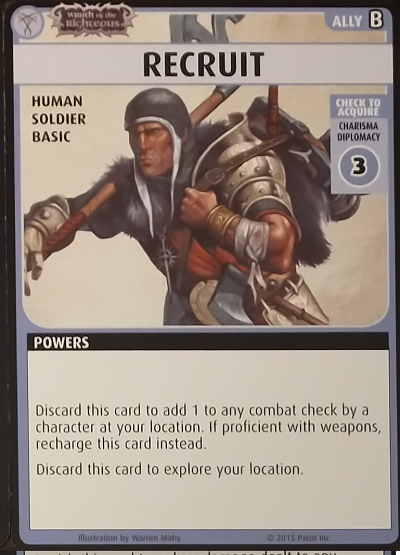 Wrath of the
Righteous
ALLY B
RECRUIT
HUMAN
SOLDIER
BASIC
CHECK TO
ACQUIRE
CHARISMA
DIPLOMACY
3
POWERS
Discard this card to add 1 to any combat check by a
character at your location. If proficient with weapons,
recharge this card instead.
Discard this card to explore your location.
Illustration by Warren Mahy © 2015 Paizo Inc